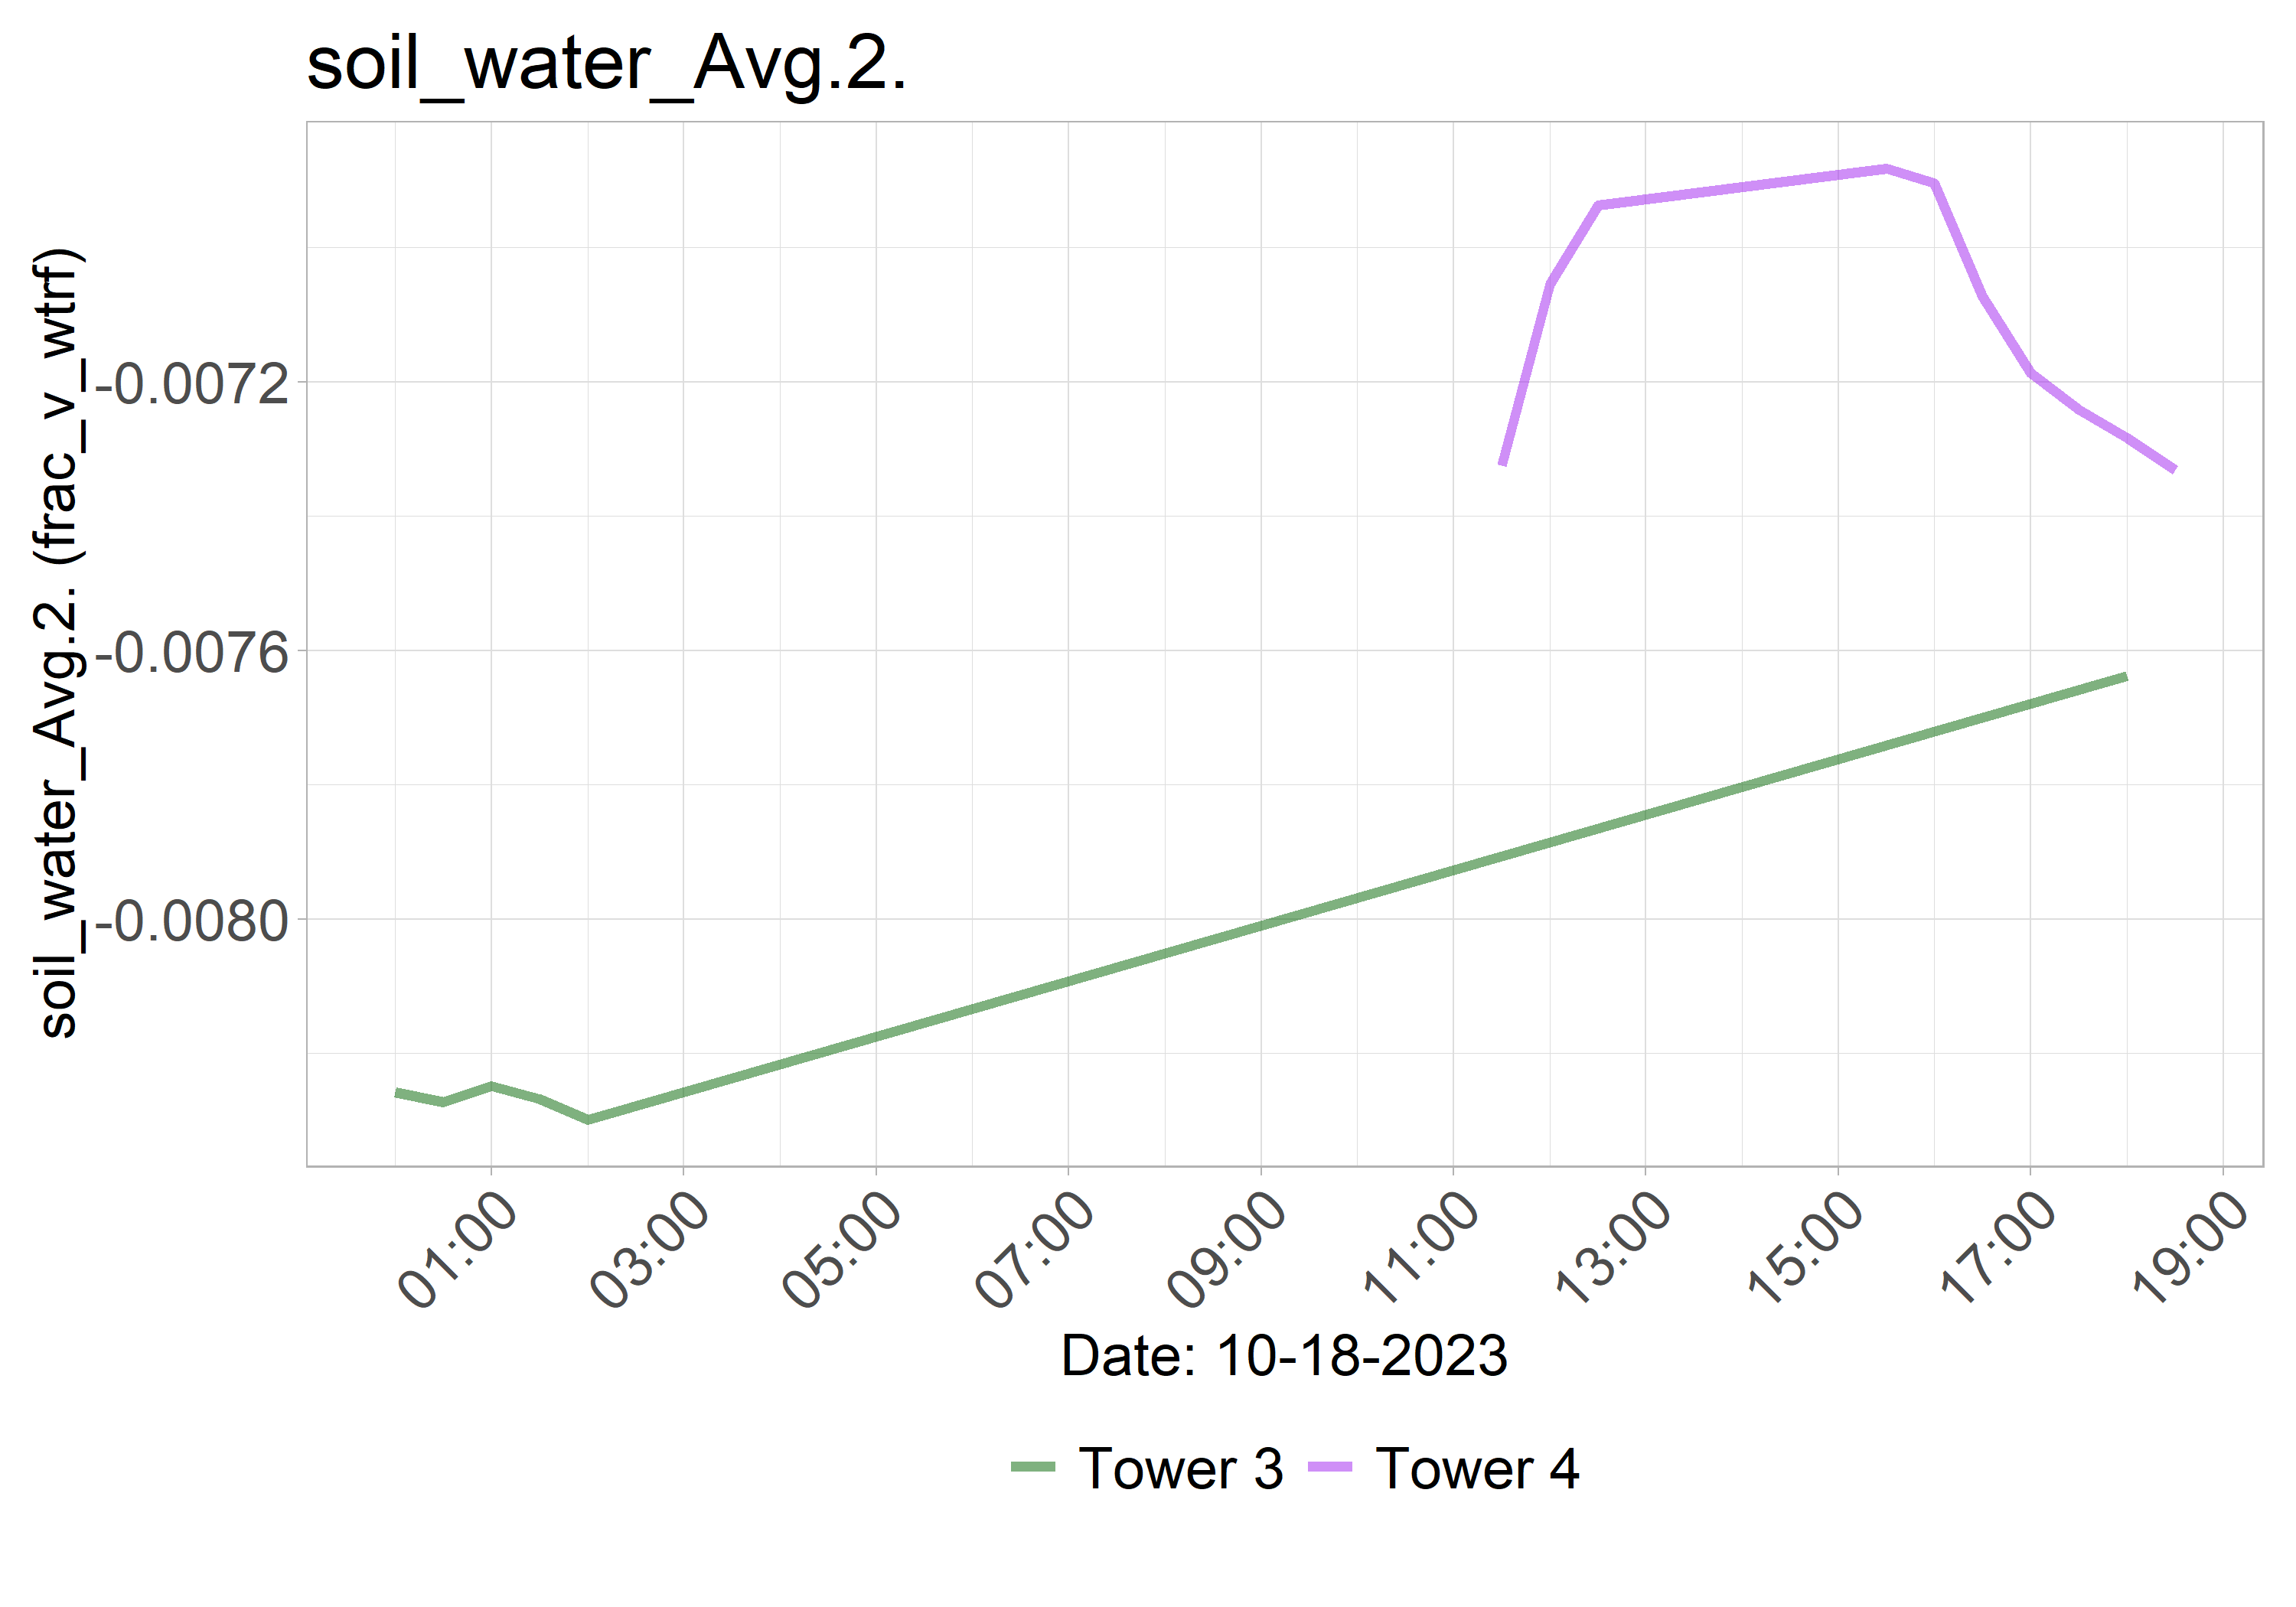 soil_water_Avg.2.
soil_water_Avg.2. (frac_v_wtrf)
-0.0072
-0.0076
-0.0080
01:00
03:00
05:00
07:00
09:00
11:00
13:00
15:00
17:00
19:00
Date: 10-18-2023
Tower 3
Tower 4